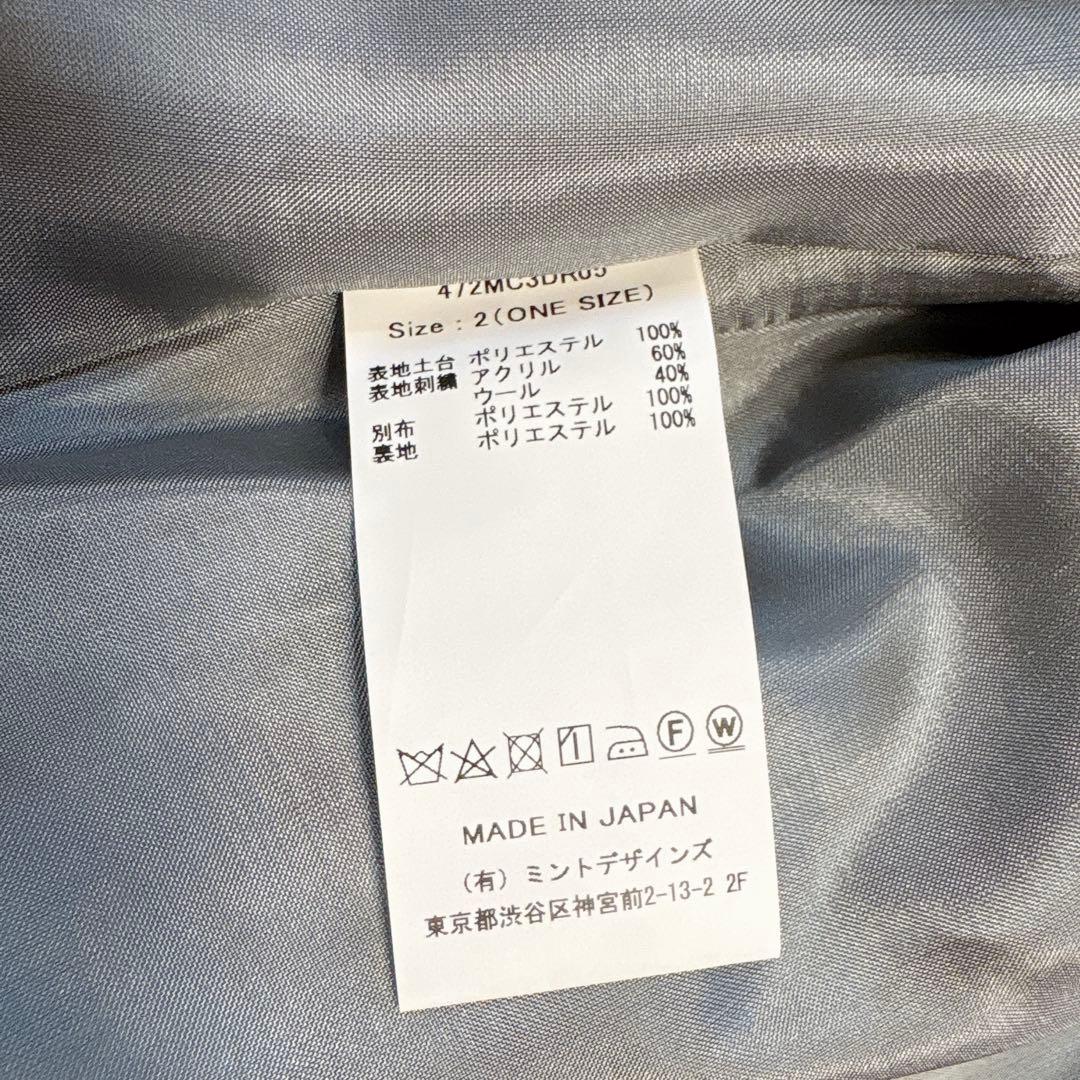 472MC3DR05
Size : 2(ONE SIZE)
表地土台 ポリエステル 100%
表地刺繍 アクリル 60%
ウール 40%
別布 ポリエステル 100%
裏地 ポリエステル 100%
F W
MADE IN JAPAN
(有) ミントデザインズ
東京都渋谷区神宮前2-13-2 2F